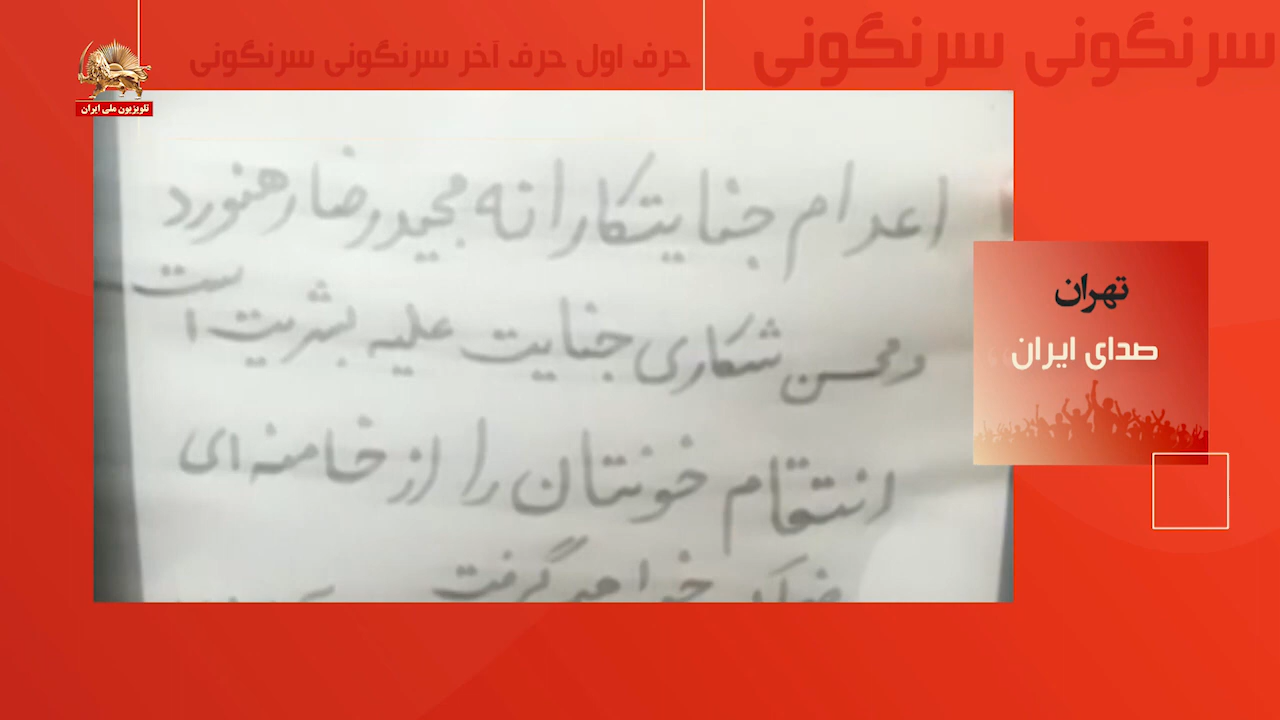 سرنگونی سرنگونی
حرف اول حرف آخر سرنگونی سرنگونی
تلویزیون ملی ایران
اعدام جنایتکارانه مجیدرضا رهنورد
و محسن شکاری جنایت علیه بشریت است
انتقام خونتان را از خامنه ای
خواهیم گرفت
تهران
صدای ایران